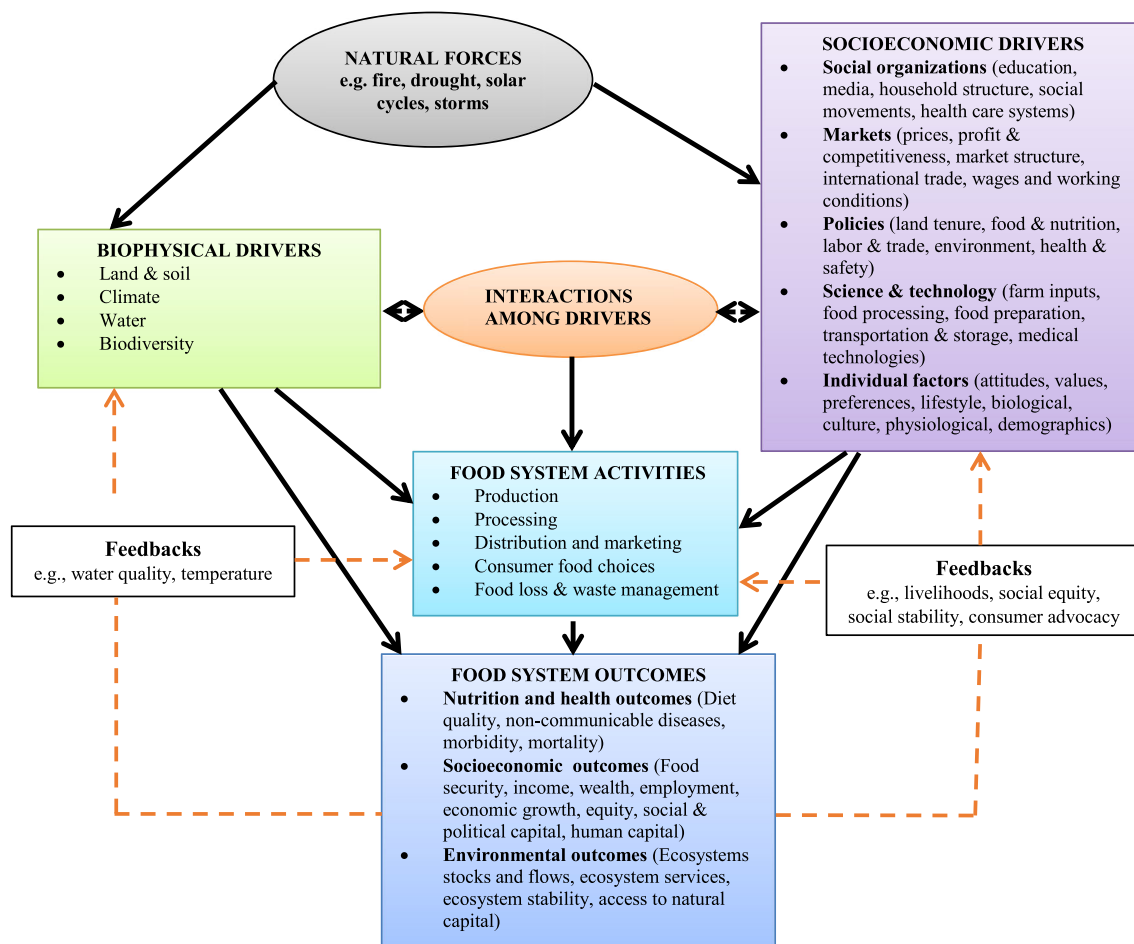 NATURAL FORCES
e.g. fire, drought, solar
cycles, storms
SOCIOECONOMIC DRIVERS
• Social organizations (education,
media, household structure, social
movements, health care systems)
• Markets (prices, profit &
competitiveness, market structure,
international trade, wages and working
conditions)
• Policies (land tenure, food & nutrition,
labor & trade, environment, health &
safety)
• Science & technology (farm inputs,
food processing, food preparation,
transportation & storage, medical
technologies)
• Individual factors (attitudes, values,
preferences, lifestyle, biological,
culture, physiological, demographics)
BIOPHYSICAL DRIVERS
• Land & soil
• Climate
• Water
• Biodiversity
INTERACTIONS
AMONG DRIVERS
FOOD SYSTEM ACTIVITIES
• Production
• Processing
• Distribution and marketing
• Consumer food choices
• Food loss & waste management
Feedbacks
e.g., water quality, temperature
Feedbacks
e.g., livelihoods, social equity,
social stability, consumer advocacy
FOOD SYSTEM OUTCOMES
• Nutrition and health outcomes (Diet
quality, non-communicable diseases,
morbidity, mortality)
• Socioeconomic outcomes (Food
security, income, wealth, employment,
economic growth, equity, social &
political capital, human capital)
• Environmental outcomes (Ecosystems
stocks and flows, ecosystem services,
ecosystem stability, access to natural
capital)